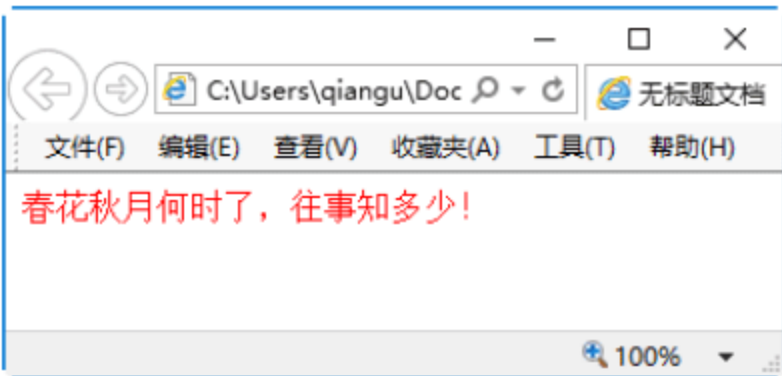 C:\Users\qiangu\Doc 无标题文档
文件(F) 编辑(E) 查看(V) 收藏夹(A) 工具(T) 帮助(H)
春花秋月何时了，往事知多少！
100%